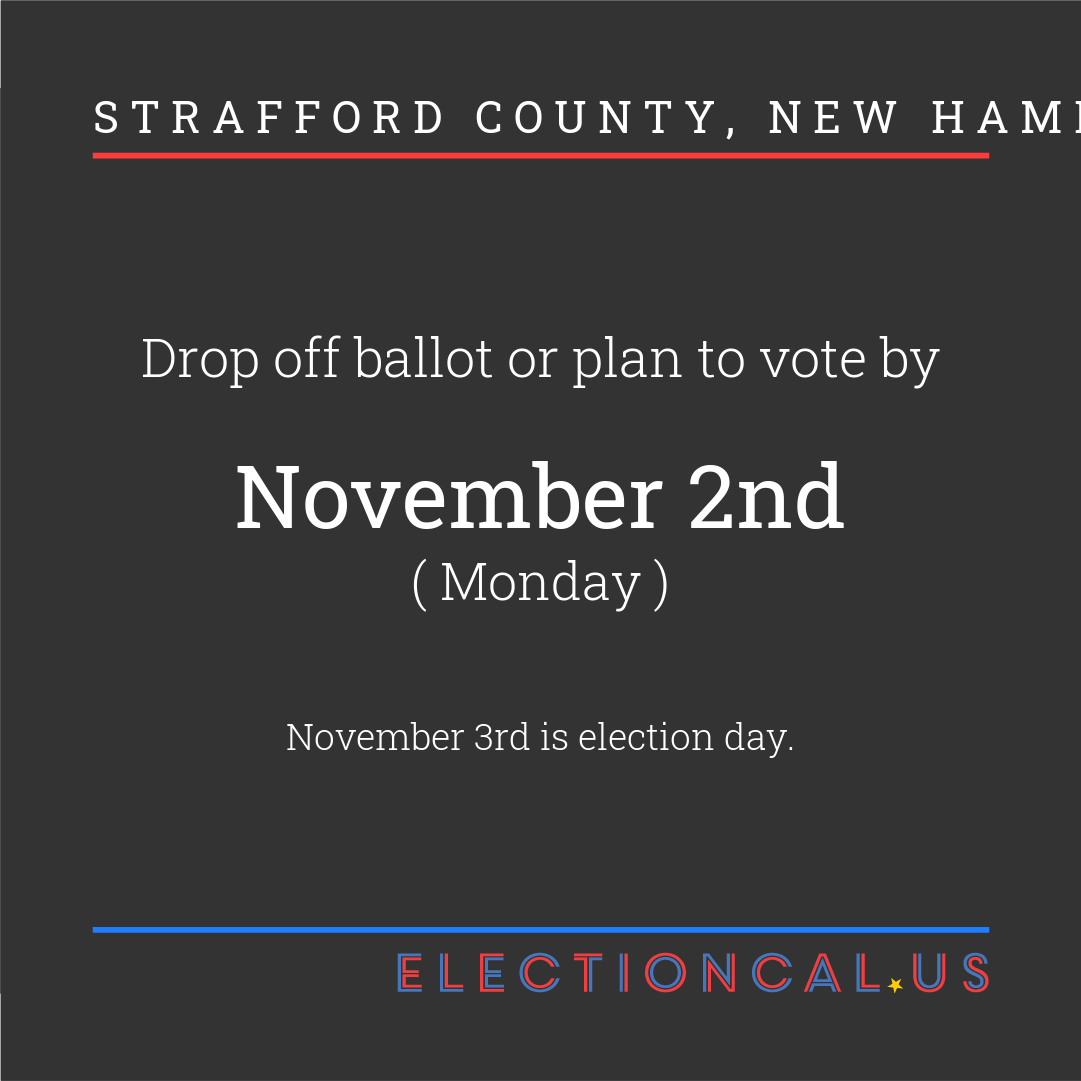 STRAFFORD COUNTY, NEW HAM
Drop off ballot or plan to vote by
November 2nd
( Monday )
November 3rd is election day.
ELECTIONCAL.US